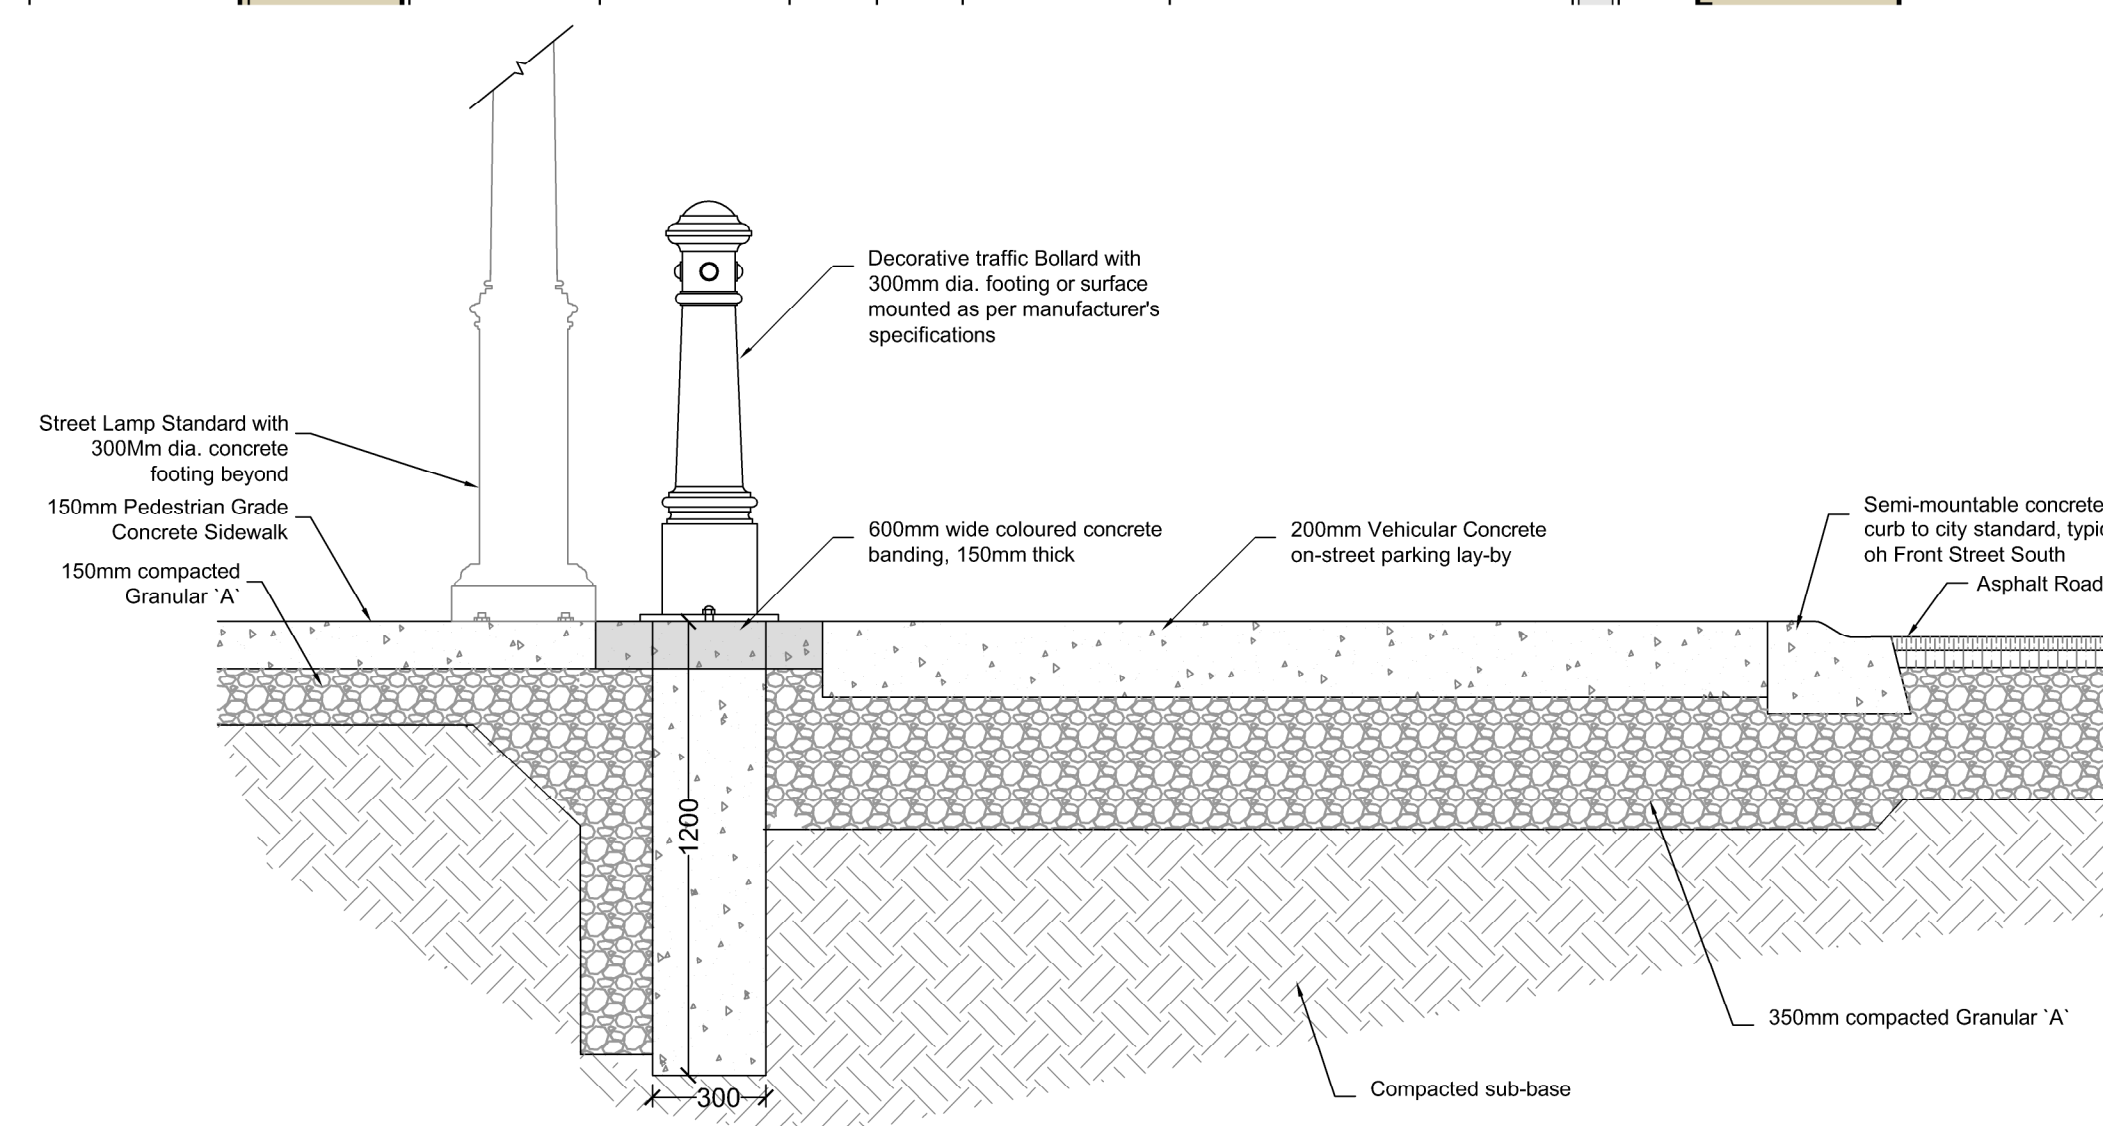 Decorative traffic Bollard with
300mm dia. footing or surface
mounted as per manufacturer's
specifications
Street Lamp Standard with
300Mm dia. concrete
footing beyond
150mm Pedestrian Grade
Concrete Sidewalk
150mm compacted
Granular `A`
600mm wide coloured concrete
banding, 150mm thick
200mm Vehicular Concrete
on-street parking lay-by
Semi-mountable concrete
curb to city standard, typic
oh Front Street South
Asphalt Road
1200
300
350mm compacted Granular `A`
Compacted sub-base